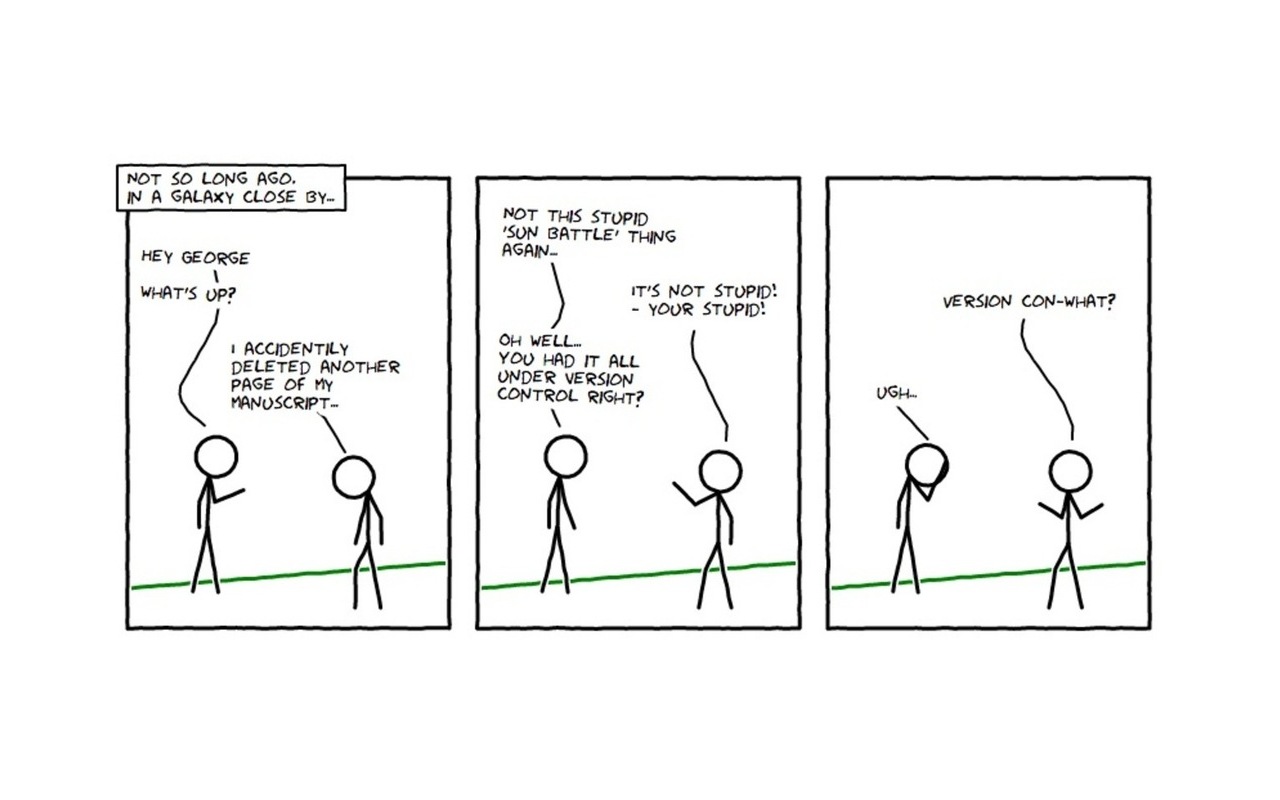 NOT SO LONG AGO.
IN A GALAXY CLOSE BY...
HEY GEORGE
WHAT'S UP?
I ACCIDENTILY
DELETED ANOTHER
PAGE OF MY
MANUSCRIPT...
NOT THIS STUPID
'SUN BATTLE' THING
AGAIN...
IT'S NOT STUPID!
- YOUR STUPID!
OH WELL...
YOU HAD IT ALL
UNDER VERSION
CONTROL RIGHT?
VERSION CON-WHAT?
UGH...